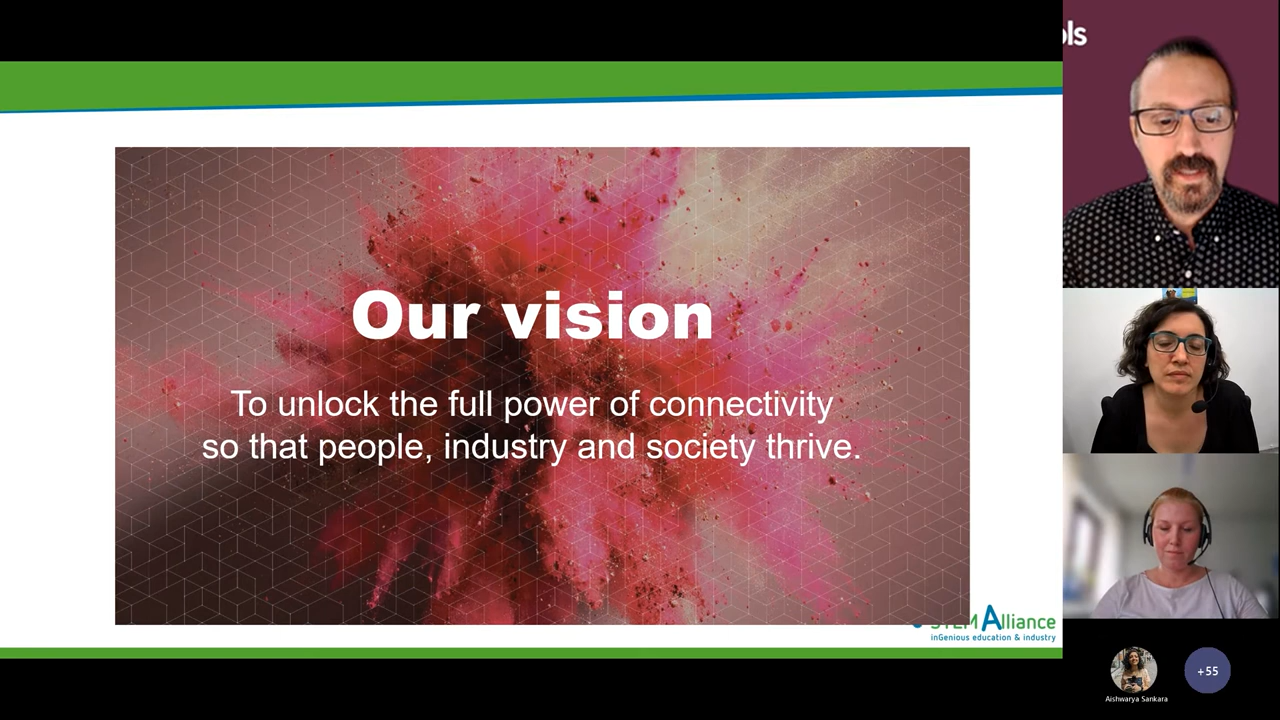 Our vision
To unlock the full power of connectivity
so that people, industry and society thrive.
STEM Alliance
inGenious education & industry
ols
Aishwarya Sankara
+55